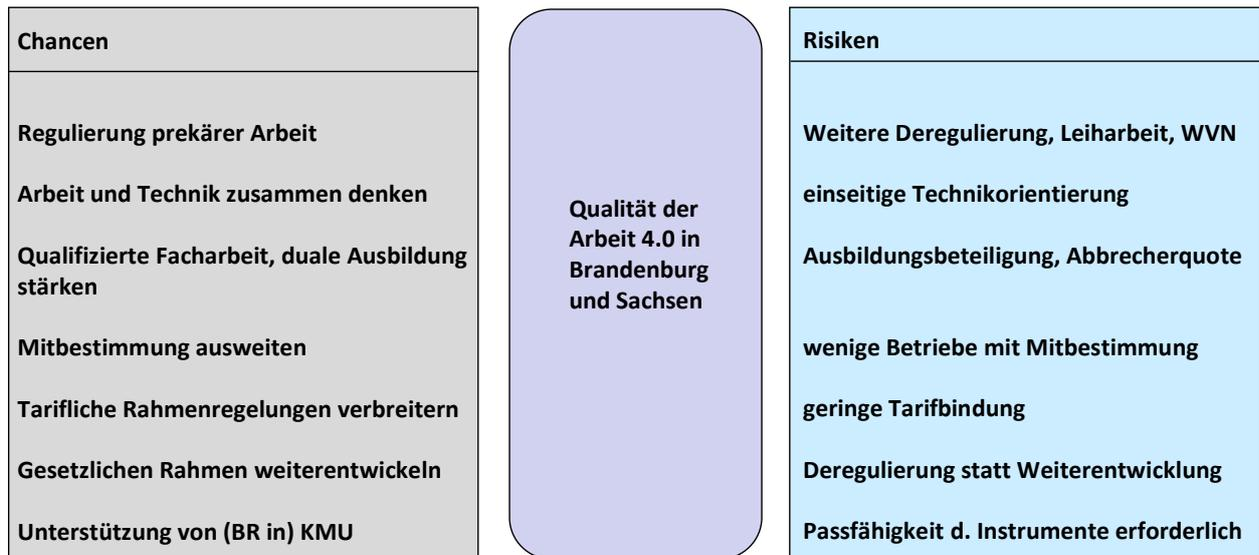 Chancen
Regulierung prekärer Arbeit
Arbeit und Technik zusammen denken
Qualifizierte Facharbeit, duale Ausbildung
stärken
Mitbestimmung ausweiten
Tarifliche Rahmenregelungen verbreitern
Gesetzlichen Rahmen weiterentwickeln
Unterstützung von (BR in) KMU
Qualität der
Arbeit 4.0 in
Brandenburg
und Sachsen
Risiken
Weitere Deregulierung, Leiharbeit, WVN
einseitige Technikorientierung
Ausbildungsbeteiligung, Abbrecherquote
wenige Betriebe mit Mitbestimmung
geringe Tarifbindung
Deregulierung statt Weiterentwicklung
Passfähigkeit d. Instrumente erforderlich